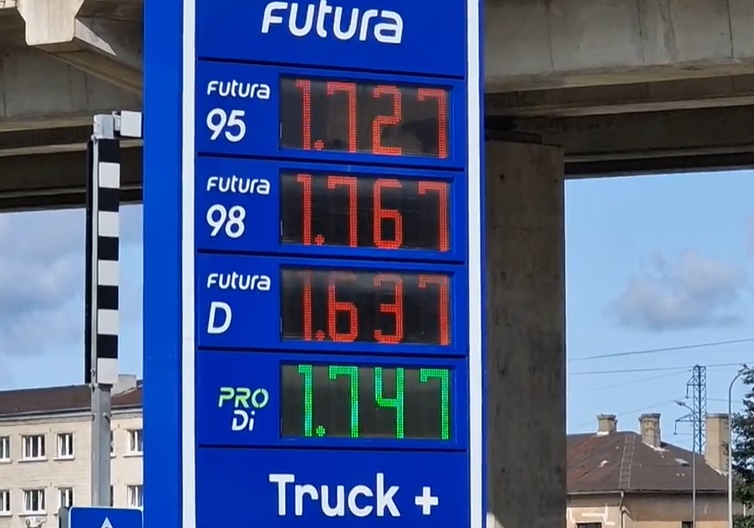 Futura
Futura 95 1.727
Futura 98 1.767
Futura D 1.637
PRO Di 1.747
Truck +